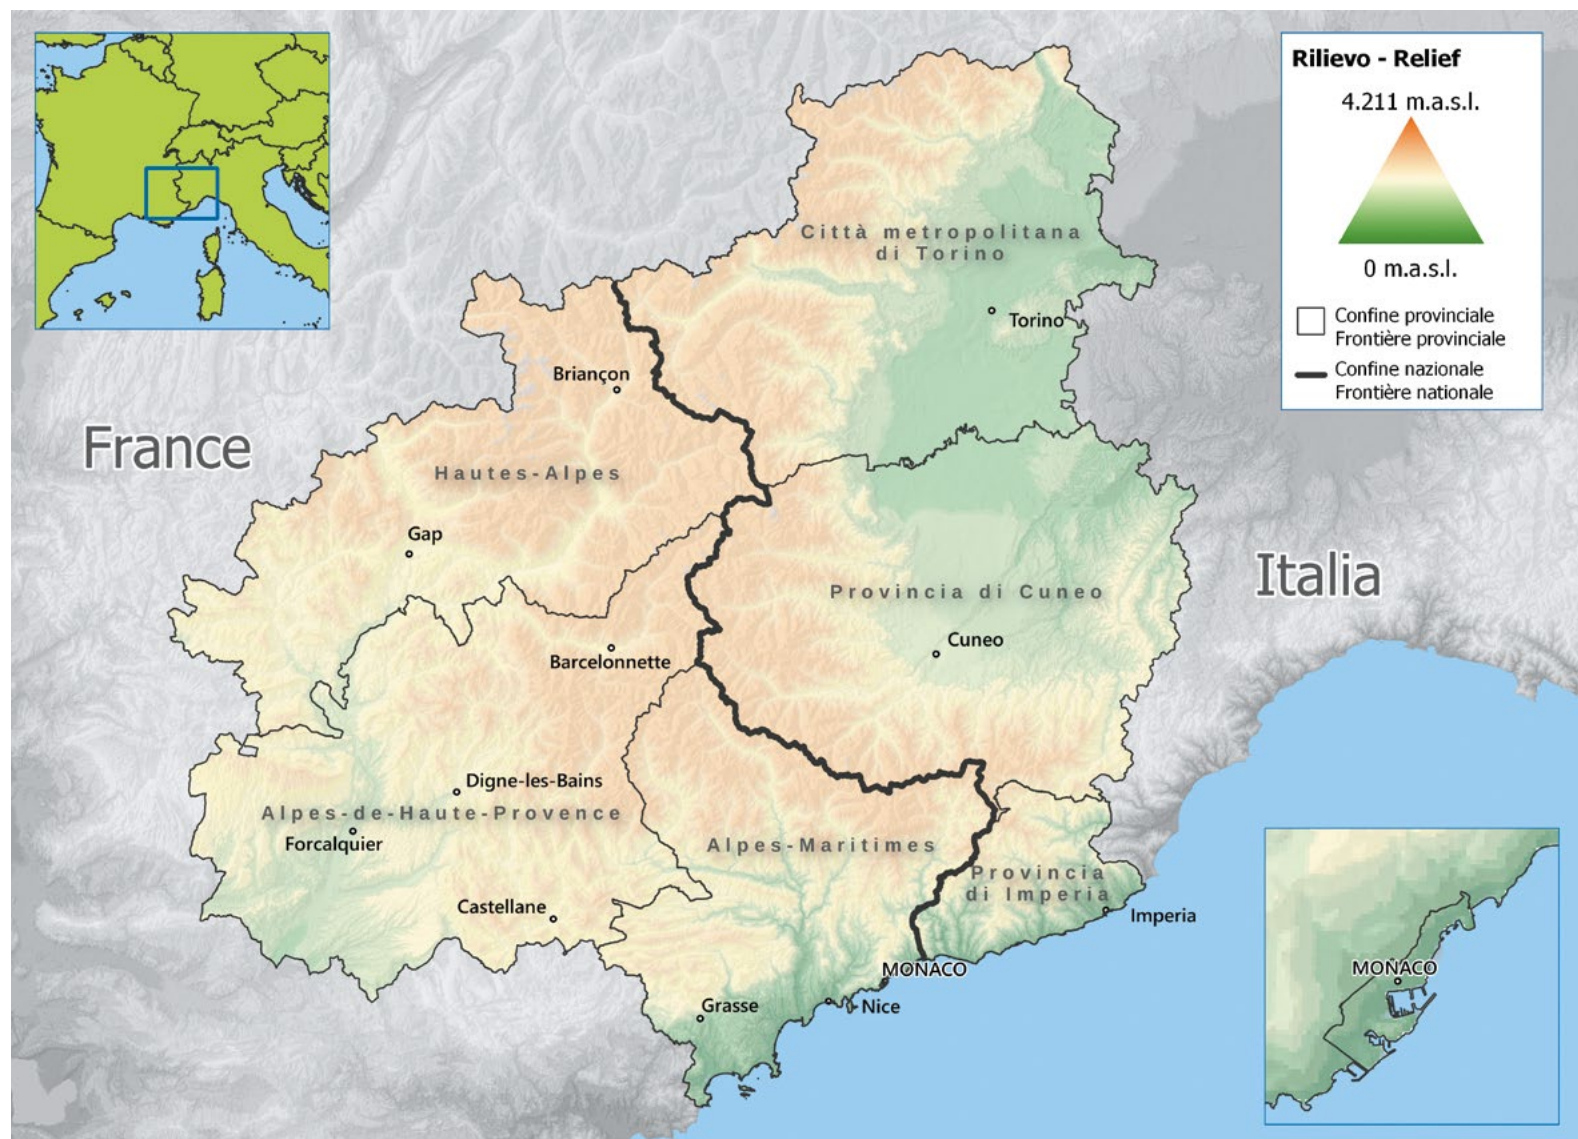 Rilievo - Relief
4.211 m.a.s.l.
0 m.a.s.l.
Confine provinciale
Frontière provinciale
Confine nazionale
Frontière nationale
Città metropolitana
di Torino
Torino
Briançon
France
Hautes-Alpes
Gap
Italia
Provincia di Cuneo
Cuneo
Barcelonnette
Digne-les-Bains
Alpes-de-Haute-Provence
Forcalquier
Alpes-Maritimes
Provincia
di Imperia
Castellane
Imperia
MONACO
MONACO
Grasse
Nice